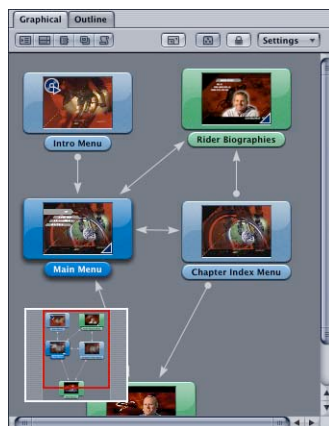 Graphical Outline
Settings
Intro Menu
Rider Biographies
Main Menu
Chapter Index Menu